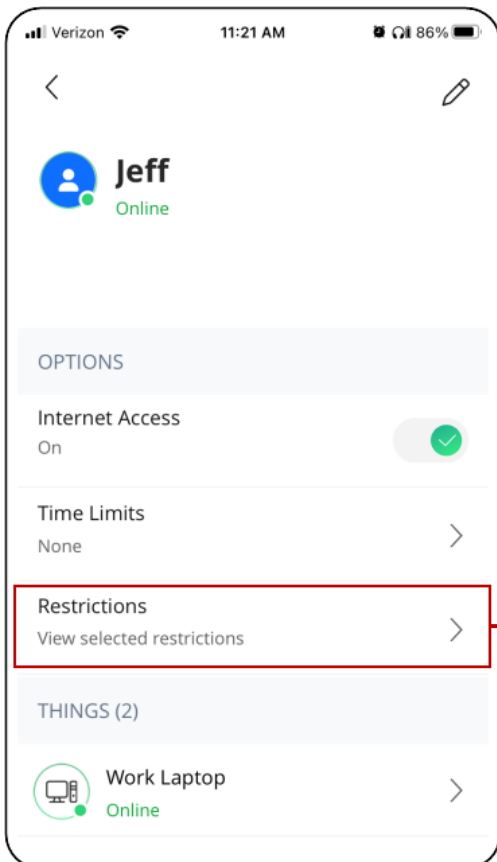 Verizon 11:21 AM 86%
Jeff
Online
OPTIONS
Internet Access
On
Time Limits
None
Restrictions
View selected restrictions
THINGS (2)
Work Laptop
Online